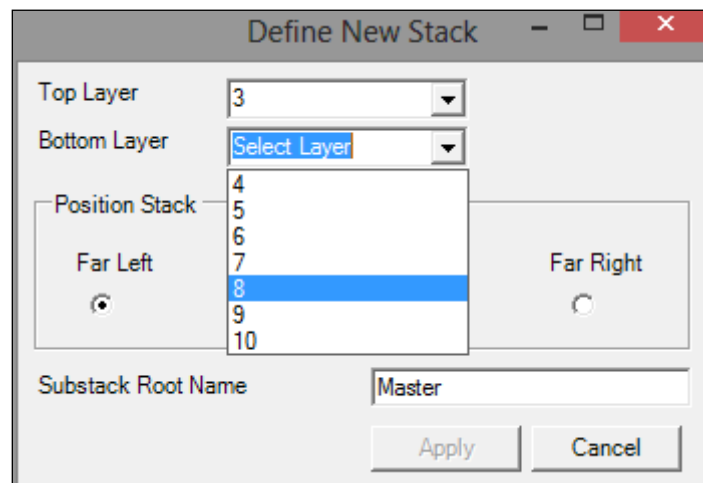 Define New Stack
Top Layer 3
Bottom Layer Select Layer
4
5
6
7
8
9
10
Position Stack
Far Left Far Right
Substack Root Name Master
Apply Cancel